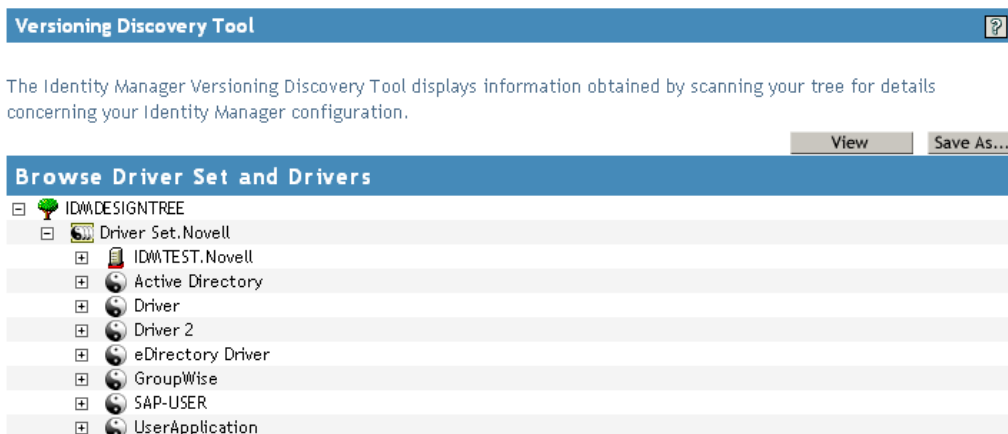 Versioning Discovery Tool
?
The Identity Manager Versioning Discovery Tool displays information obtained by scanning your tree for details
concerning your Identity Manager configuration.
View Save As...
Browse Driver Set and Drivers
IDMDESIGNTREE
Driver Set.Novell
IDMTEST.Novell
Active Directory
Driver
Driver 2
eDirectory Driver
GroupWise
SAP-USER
UserApplication